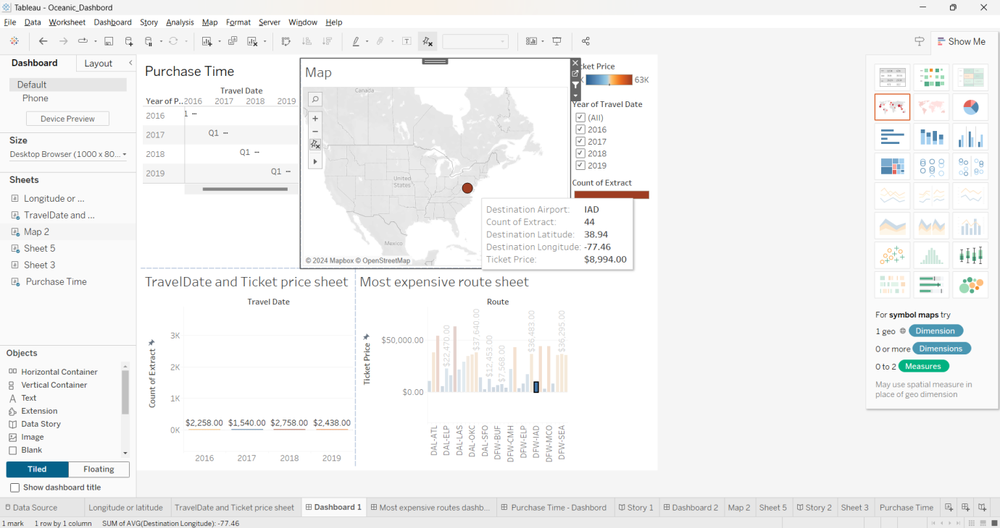 Tableau - Oceanic_Dashbord
File Data Worksheet Dashboard Story Analysis Map Format Server Window Help
Show Me
Dashboard
Layout
Default
Phone
Device Preview
Size
Desktop Browser (1000 x 80...
Sheets
Longitude or ...
TravelDate and ...
Map 2
Sheet 5
Sheet 3
Purchase Time
Objects
Horizontal Container
Vertical Container
Text
Extension
Data Story
Image
Blank
Tiled Floating
Show dashboard title
Purchase Time
Travel Date
Year of P.. 2016 2017 2018 2019
2016 1 ...
2017 Q1 ...
2018 Q1 ...
2019 Q1 ...
Map
Canada
United
States
Mexico
© 2024 Mapbox © OpenStreetMap
Destination Airport: IAD
Count of Extract: 44
Destination Latitude: 38.94
Destination Longitude: -77.46
Ticket Price: $8,994.00
cket Price
K 63K
Year of Travel Date
(All)
2016
2017
2018
2019
Count of Extract
TravelDate and Ticket price sheet
Travel Date
Count of Extract
3K
2K
1K
0K
$2,258.00 $1,540.00 $2,758.00 $2,438.00
2016 2017 2018 2019
Most expensive route sheet
Route
Ticket Price
$50,000.00
$0.00
$22,470.00
$37,640.00
$12,453.00
$7,568.00
$36,483.00
$36,295.00
DAL-ATL
DAL-ELP
DAL-LAS
DAL-OKC
DAL-SFO
DFW-BUF
DFW-CMH
DFW-ELP
DFW-IAD
DFW-MCO
DFW-SEA
For symbol maps try
1 geo Dimension
0 or more Dimensions
0 to 2 Measures
May use spatial measure in
place of geo dimension
Data Source Longitude or latitude TravelDate and Ticket price sheet Dashboard 1 Most expensive routes dashb... Purchase Time - Dashbord Story 1 Dashboard 2 Map 2 Sheet 5 Story 2 Sheet 3 Purchase Time
1 mark 1 row by 1 column SUM of AVG(Destination Longitude): -77.46